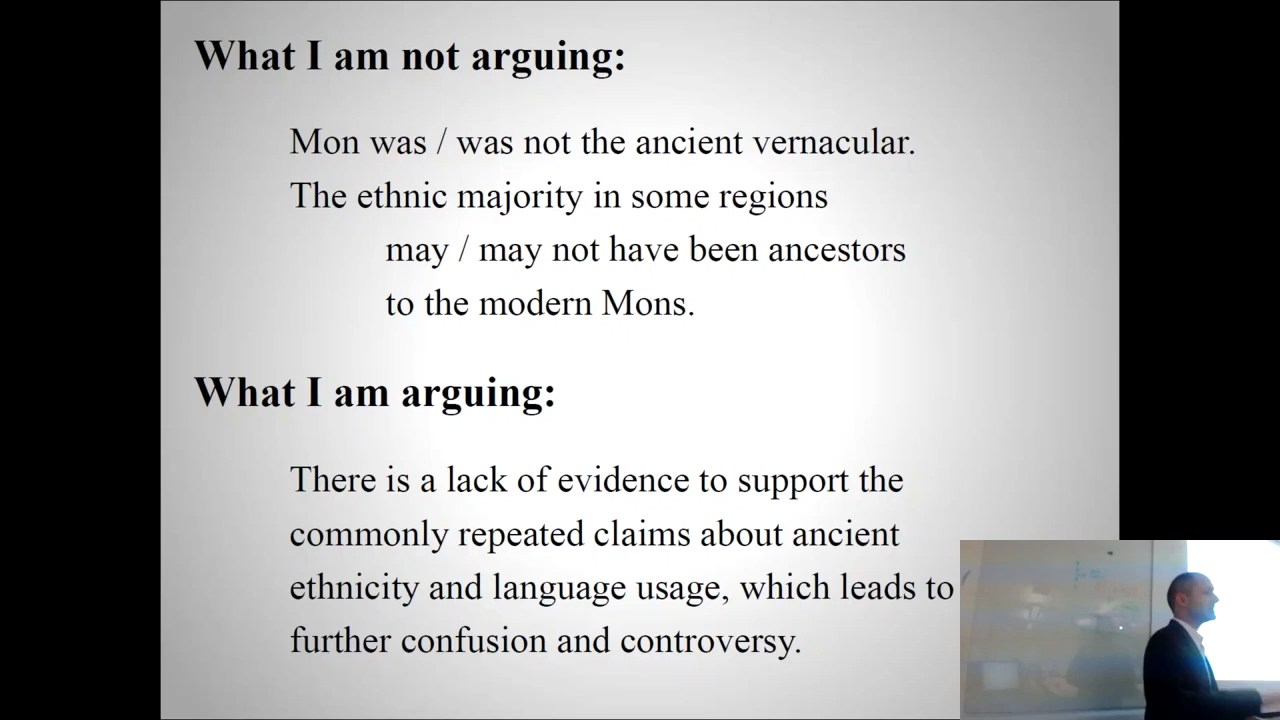 What I am not arguing:
Mon was / was not the ancient vernacular.
The ethnic majority in some regions
may / may not have been ancestors
to the modern Mons.
What I am arguing:
There is a lack of evidence to support the
commonly repeated claims about ancient
ethnicity and language usage, which leads to
further confusion and controversy.